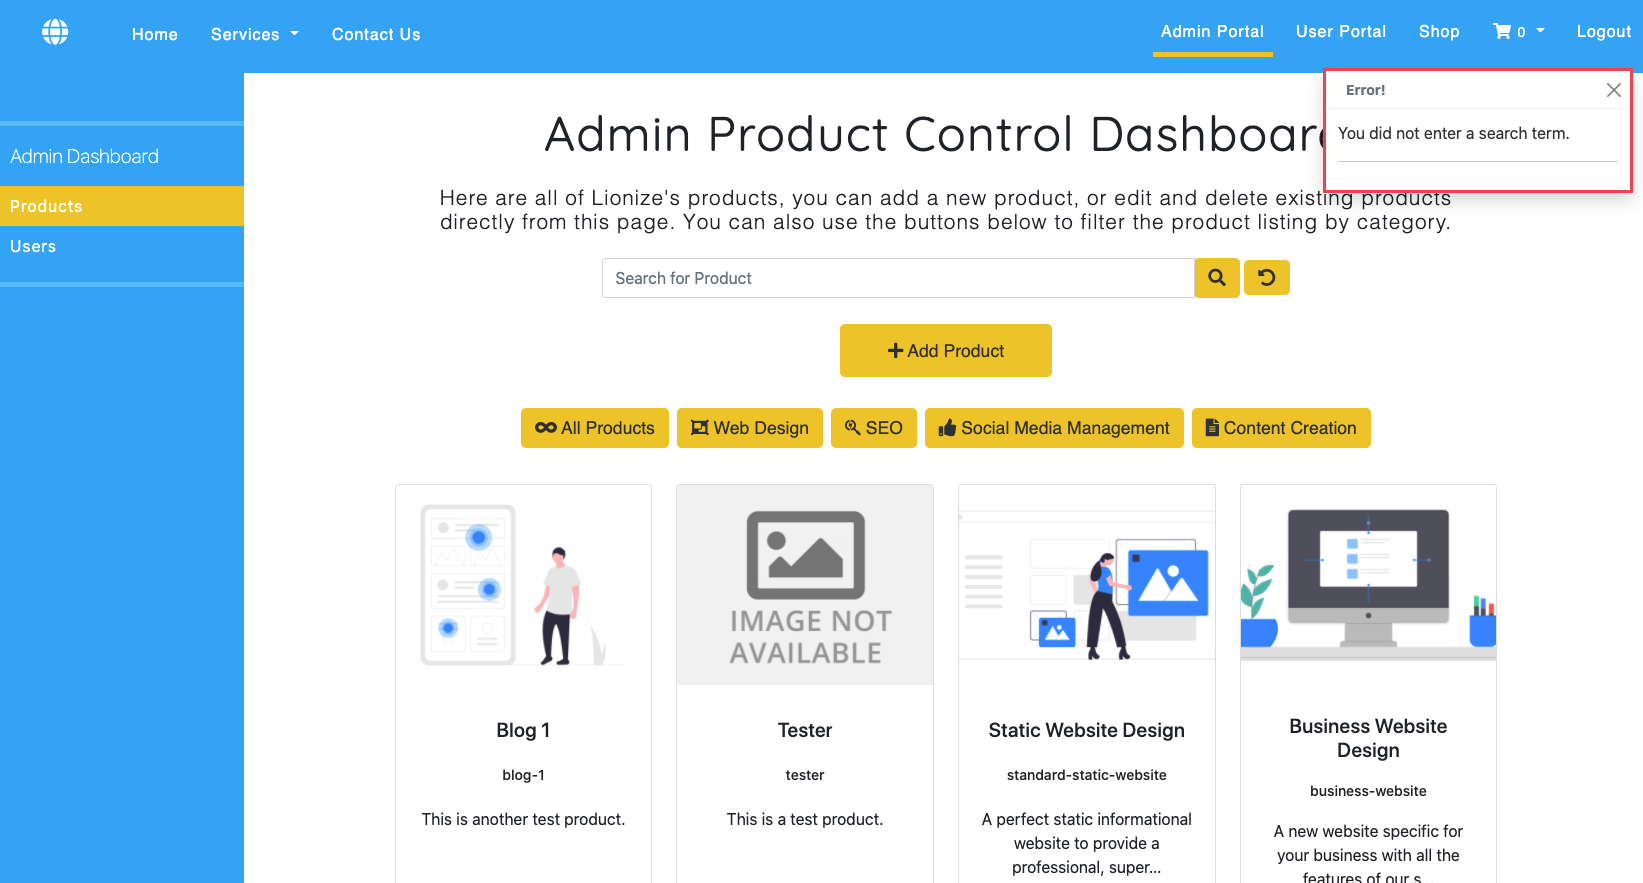 Home
Services
Contact Us
Admin Portal
User Portal
Shop
0
Logout
Error!
You did not enter a search term.
Admin Dashboard
Products
Users
Admin Product Control Dashboar
Here are all of Lionize's products, you can add a new product, or edit and delete existing products
directly from this page. You can also use the buttons below to filter the product listing by category.
Search for Product
Add Product
All Products
Web Design
SEO
Social Media Management
Content Creation
Blog 1
blog-1
This is another test product.
IMAGE NOT
AVAILABLE
Tester
tester
This is a test product.
Static Website Design
standard-static-website
A perfect static informational
website to provide a
professional, super...
Business Website
Design
business-website
A new website specific for
your business with all the
features of our s...